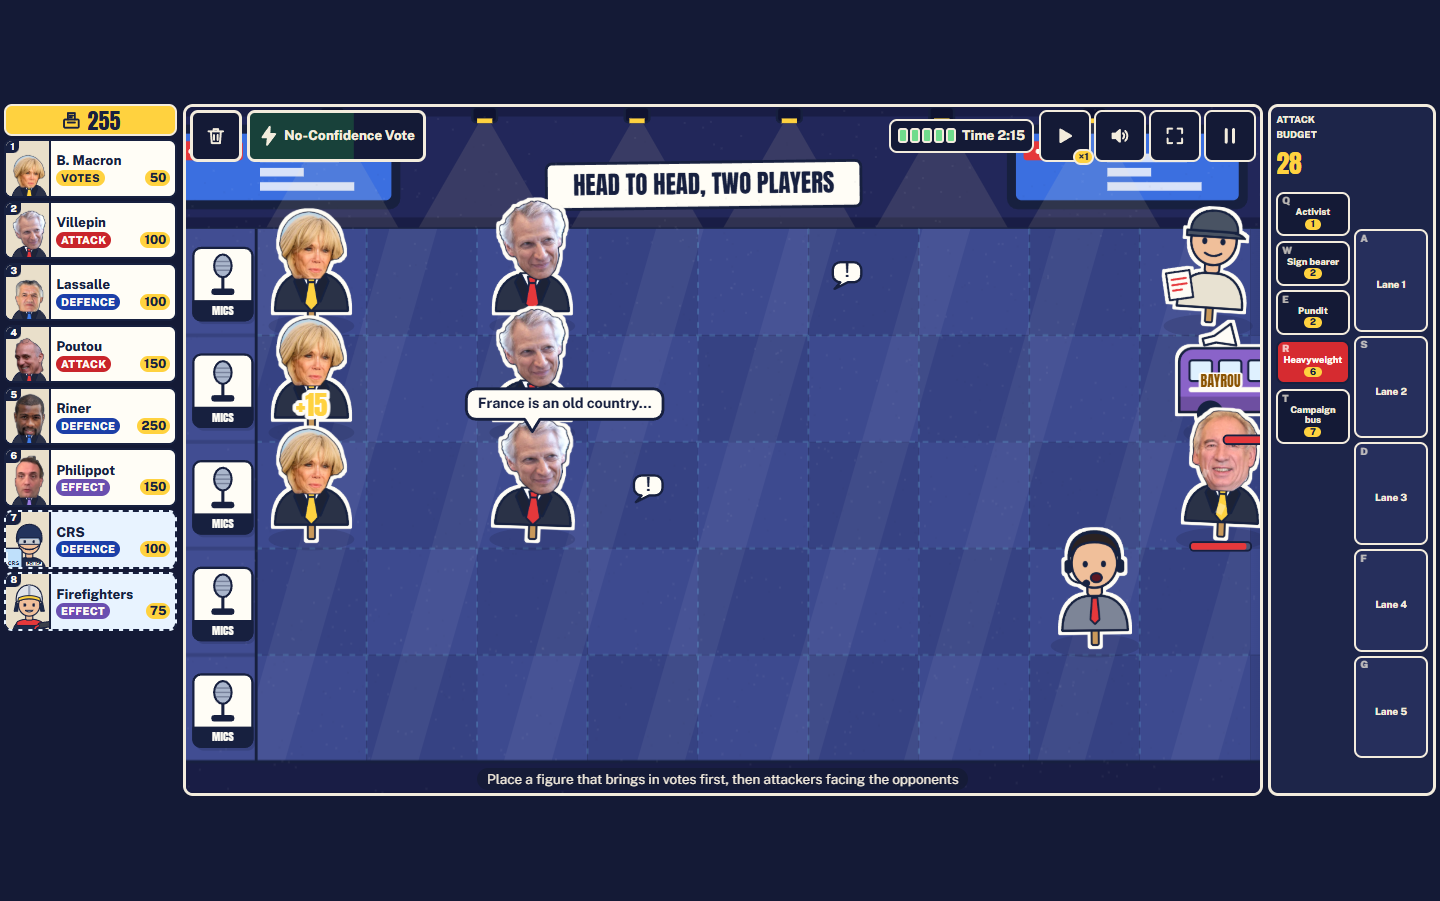 255
1
B. Macron
VOTES 50
2
Villepin
ATTACK 100
3
Lassalle
DEFENCE 100
4
Poutou
ATTACK 150
5
Riner
DEFENCE 250
6
Philippot
EFFECT 150
7
CRS
DEFENCE 100
8
Firefighters
EFFECT 75
No-Confidence Vote
Time 2:15
×1
HEAD TO HEAD, TWO PLAYERS
MICS
MICS
MICS
MICS
MICS
+15
France is an old country...
!
!
BAYROU
Place a figure that brings in votes first, then attackers facing the opponents
ATTACK
BUDGET
28
Q
Activist
1
W
Sign bearer
2
E
Pundit
2
R
Heavyweight
6
T
Campaign
bus
7
A
Lane 1
S
Lane 2
D
Lane 3
F
Lane 4
G
Lane 5